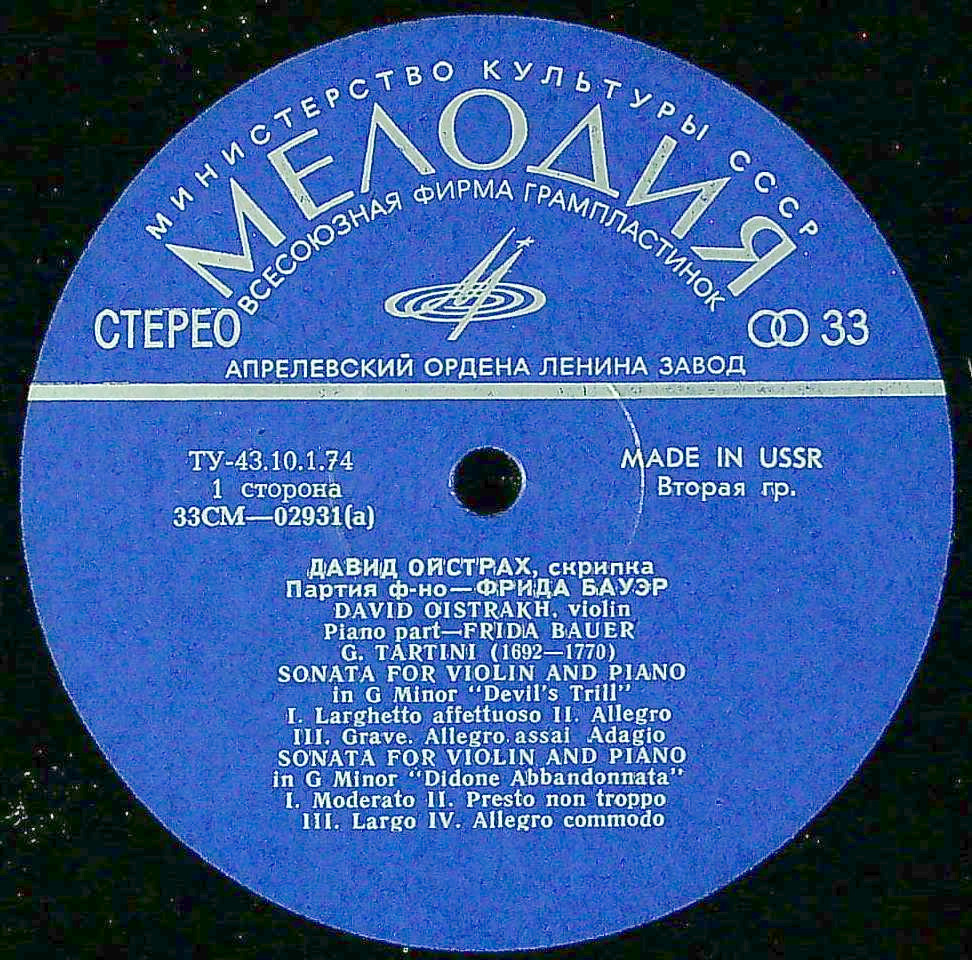 МИНИСТЕРСТВО КУЛЬТУРЫ СССР
МЕЛОДИЯ
ВСЕСОЮЗНАЯ ФИРМА ГРАМПЛАСТИНОК
СТЕРЕО
33
АПРЕЛЕВСКИЙ ОРДЕНА ЛЕНИНА ЗАВОД
ТУ-43.10.1.74
1 сторона
33СМ—02931(а)
MADE IN USSR
Вторая гр.
ДАВИД ОЙСТРАХ, скрипка
Партия ф-но—ФРИДА БАУЭР
DAVID OISTRAKH, violin
Piano part—FRIDA BAUER
G. TARTINI (1692—1770)
SONATA FOR VIOLIN AND PIANO
in G Minor "Devil's Trill"
I. Larghetto affettuoso II. Allegro
III. Grave. Allegro assai Adagio
SONATA FOR VIOLIN AND PIANO
in G Minor "Didone Abbandonnata"
I. Moderato II. Presto non troppo
III. Largo IV. Allegro commodo